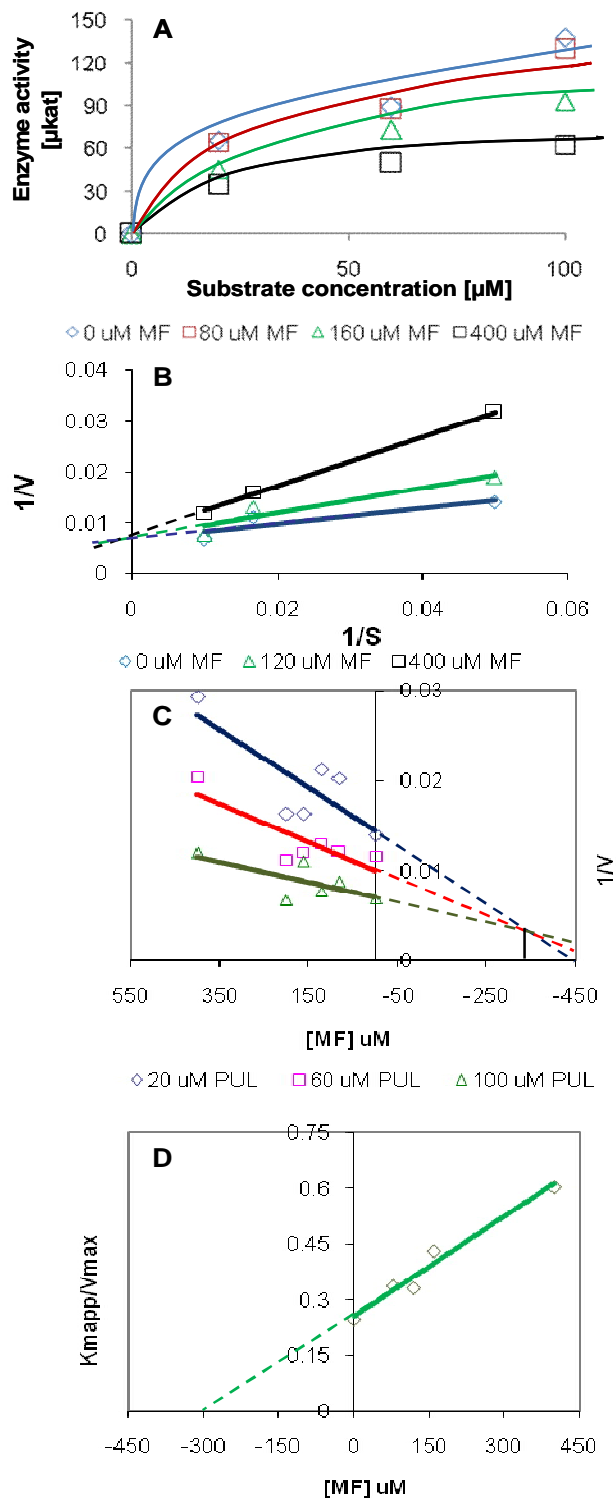 A
150
120
90
60
30
0
Enzyme activity
[µkat]
0 50 100
Substrate concentration [µM]
0 uM MF 80 uM MF 160 uM MF 400 uM MF
B
0.04
0.03
0.02
0.01
0
1/V
0 0.02 0.04 0.06
1/S
0 uM MF 120 uM MF 400 uM MF
C
0.03
0.02
0.01
0
1/V
550 350 150 -50 -250 -450
[MF] uM
20 uM PUL 60 uM PUL 100 uM PUL
D
0.75
0.6
0.45
0.3
0.15
0
Kmapp/Vmax
-450 -300 -150 0 150 300 450
[MF] uM